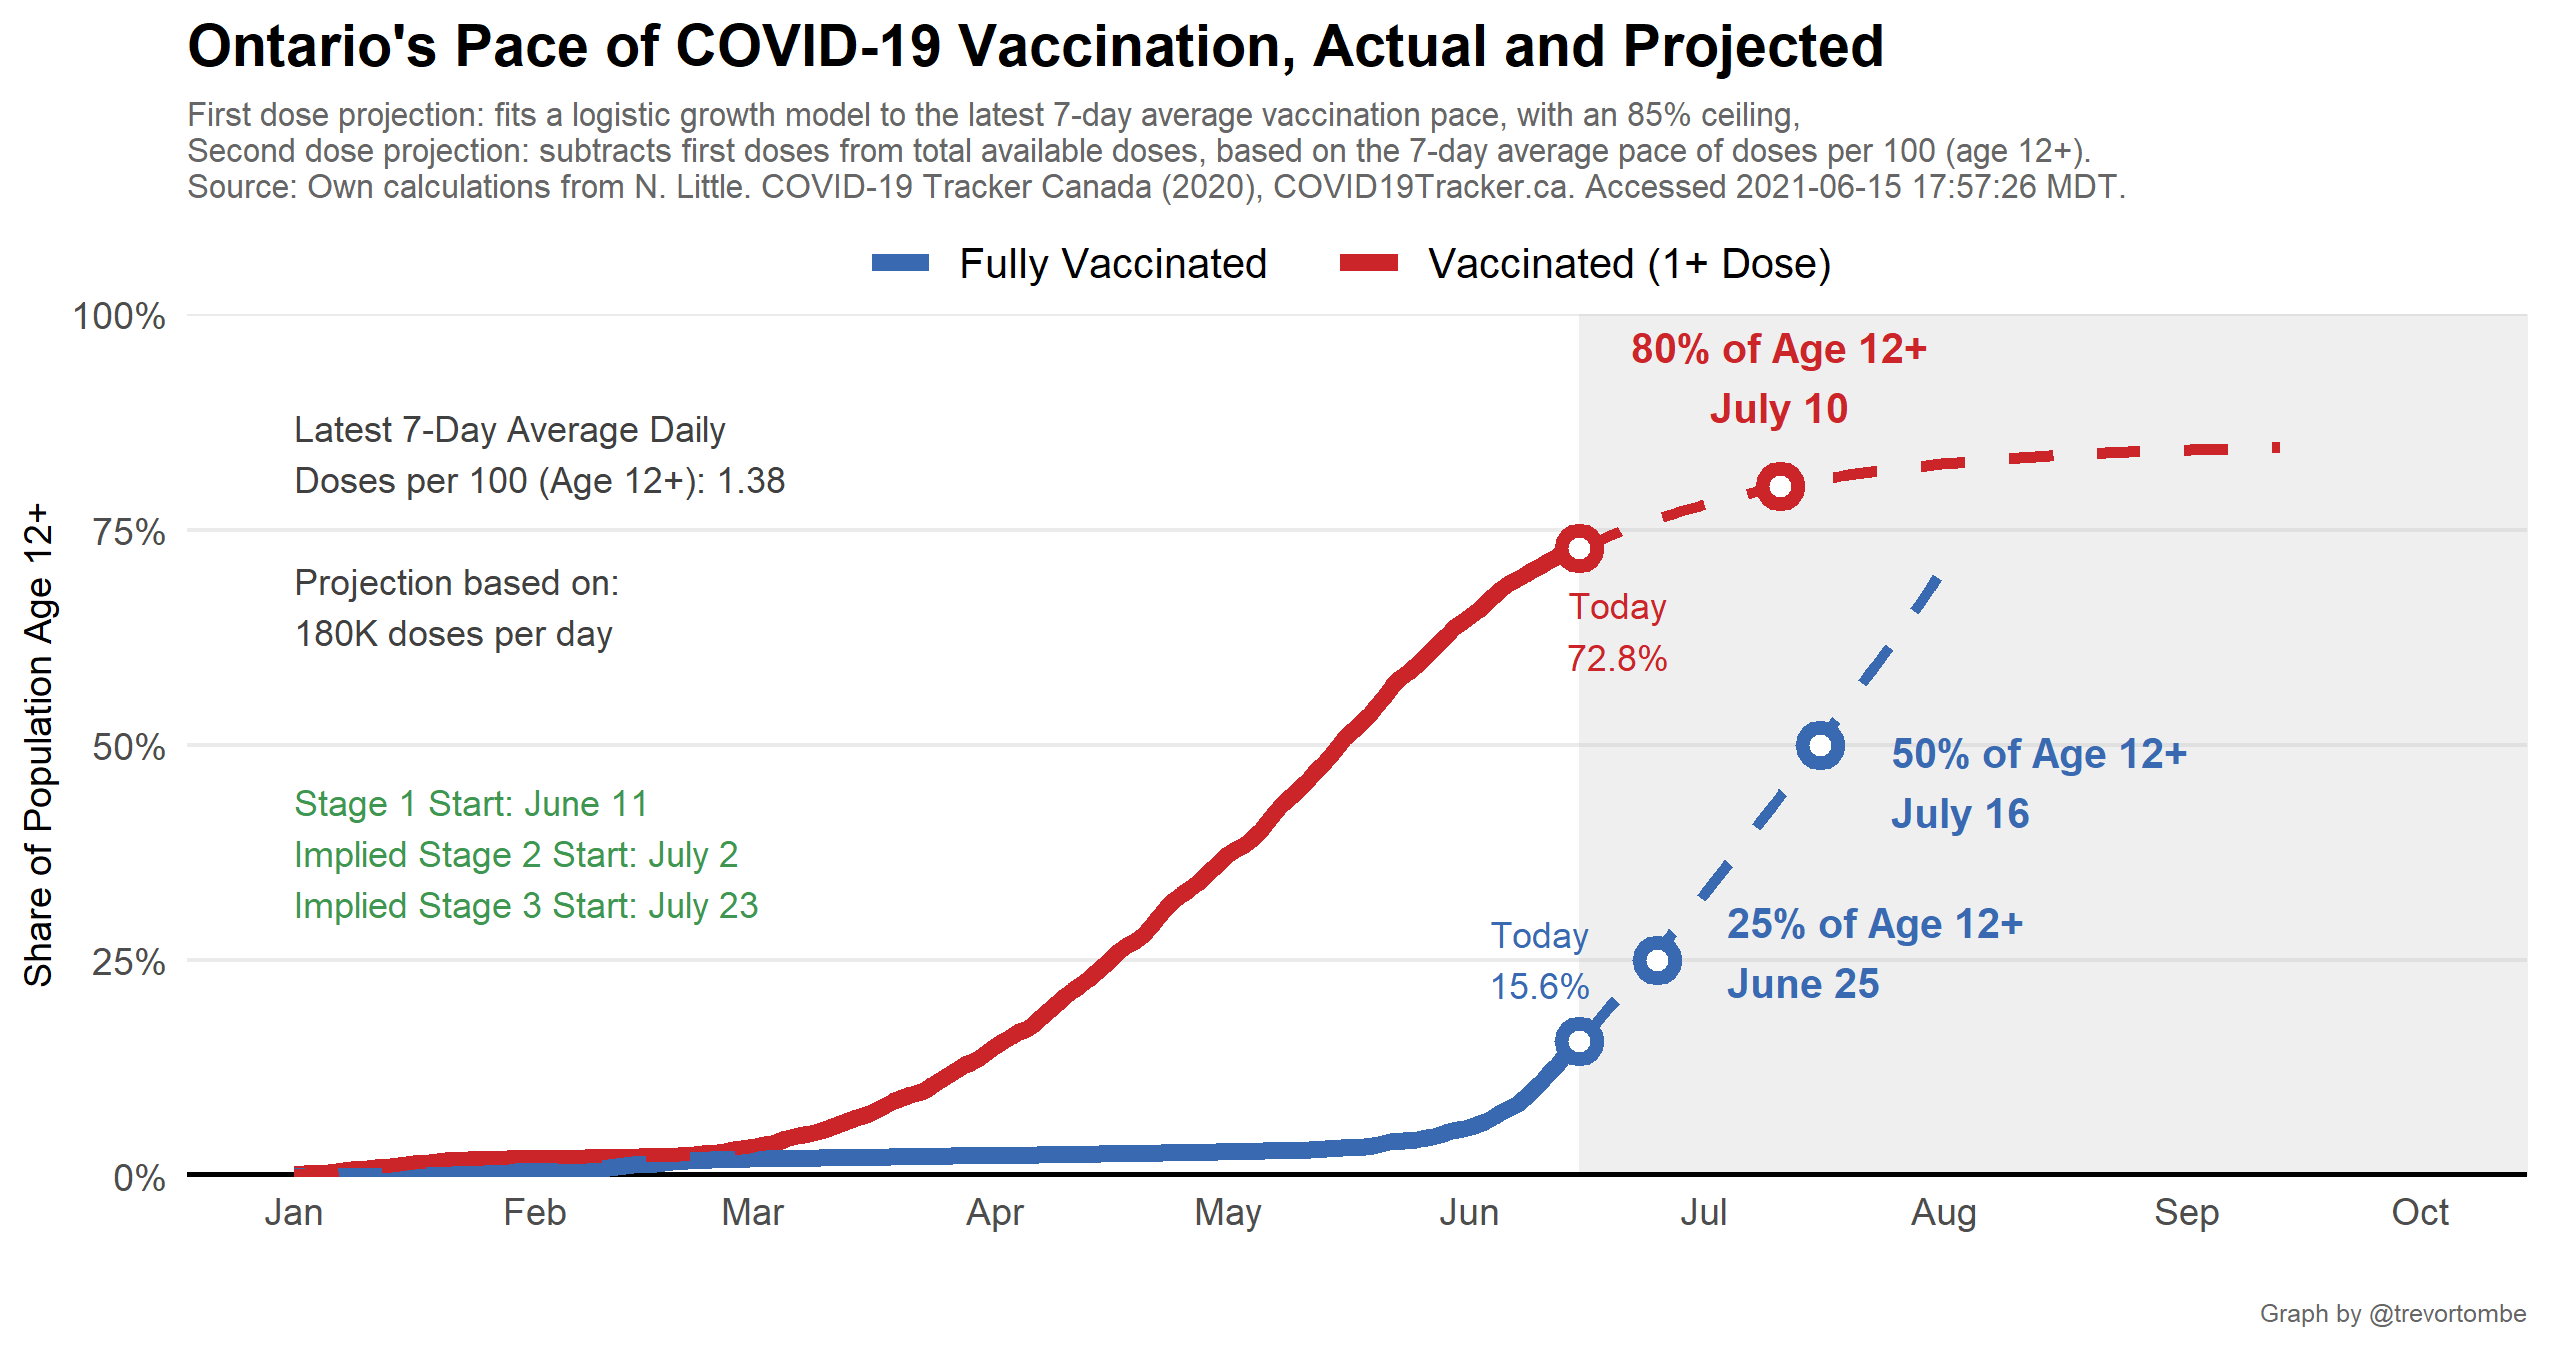 Ontario's Pace of COVID-19 Vaccination, Actual and Projected
First dose projection: fits a logistic growth model to the latest 7-day average vaccination pace, with an 85% ceiling,
Second dose projection: subtracts first doses from total available doses, based on the 7-day average pace of doses per 100 (age 12+).
Source: Own calculations from N. Little. COVID-19 Tracker Canada (2020), COVID19Tracker.ca. Accessed 2021-06-15 17:57:26 MDT.
Fully Vaccinated
Vaccinated (1+ Dose)
Share of Population Age 12+
100%
75%
50%
25%
0%
Latest 7-Day Average Daily
Doses per 100 (Age 12+): 1.38
Projection based on:
180K doses per day
Stage 1 Start: June 11
Implied Stage 2 Start: July 2
Implied Stage 3 Start: July 23
80% of Age 12+
July 10
Today
72.8%
50% of Age 12+
July 16
25% of Age 12+
June 25
Today
15.6%
Jan
Feb
Mar
Apr
May
Jun
Jul
Aug
Sep
Oct
Graph by @trevortombe